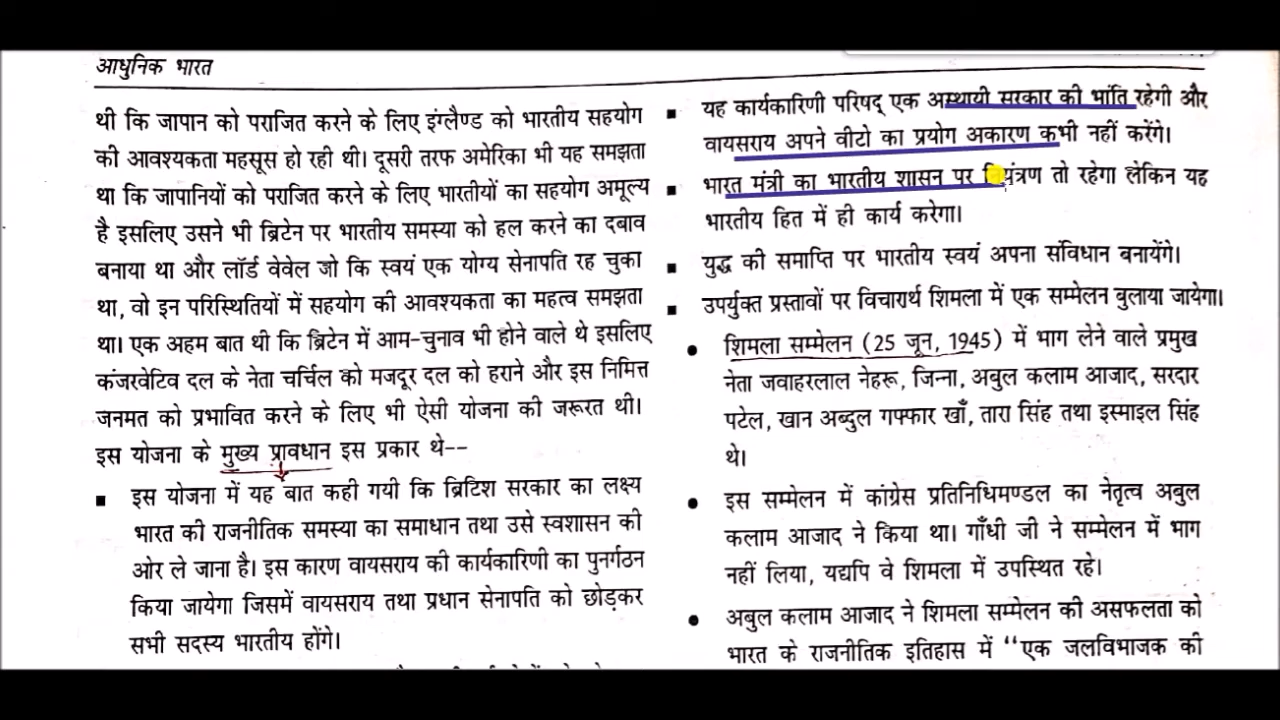 आधुनिक भारत
थी कि जापान को पराजित करने के लिए इंग्लैण्ड को भारतीय सहयोग
की आवश्यकता महसूस हो रही थी। दूसरी तरफ अमेरिका भी यह समझता
था कि जापानियों को पराजित करने के लिए भारतीयों का सहयोग अमूल्य
है इसलिए उसने भी ब्रिटेन पर भारतीय समस्या को हल करने का दबाव
बनाया था और लॉर्ड वेवेल जो कि स्वयं एक योग्य सेनापति रह चुका
था, वो इन परिस्थितियों में सहयोग की आवश्यकता का महत्व समझता
था। एक अहम बात थी कि ब्रिटेन में आम-चुनाव भी होने वाले थे इसलिए
कंजरवेटिव दल के नेता चर्चिल को मजदूर दल को हराने और इस निमित्त
जनमत को प्रभावित करने के लिए भी ऐसी योजना की जरूरत थी।
इस योजना के मुख्य प्रावधान इस प्रकार थे--
▪ इस योजना में यह बात कही गयी कि ब्रिटिश सरकार का लक्ष्य
भारत की राजनीतिक समस्या का समाधान तथा उसे स्वशासन की
ओर ले जाना है। इस कारण वायसराय की कार्यकारिणी का पुनर्गठन
किया जायेगा जिसमें वायसराय तथा प्रधान सेनापति को छोड़कर
सभी सदस्य भारतीय होंगे।
▪ यह कार्यकारिणी परिषद् एक अस्थायी सरकार की भांति रहेगी और
वायसराय अपने वीटो का प्रयोग अकारण कभी नहीं करेंगे।
▪ भारत मंत्री का भारतीय शासन पर नियंत्रण तो रहेगा लेकिन यह
भारतीय हित में ही कार्य करेगा।
▪ युद्ध की समाप्ति पर भारतीय स्वयं अपना संविधान बनायेंगे।
▪ उपर्युक्त प्रस्तावों पर विचारार्थ शिमला में एक सम्मेलन बुलाया जायेगा।
• शिमला सम्मेलन (25 जून, 1945) में भाग लेने वाले प्रमुख
नेता जवाहरलाल नेहरू, जिन्ना, अबुल कलाम आजाद, सरदार
पटेल, खान अब्दुल गफ्फार खाँ, तारा सिंह तथा इस्माइल सिंह
थे।
• इस सम्मेलन में कांग्रेस प्रतिनिधिमण्डल का नेतृत्व अबुल
कलाम आजाद ने किया था। गाँधी जी ने सम्मेलन में भाग
नहीं लिया, यद्यपि वे शिमला में उपस्थित रहे।
• अबुल कलाम आजाद ने शिमला सम्मेलन की असफलता को
भारत के राजनीतिक इतिहास में "एक जलविभाजक की